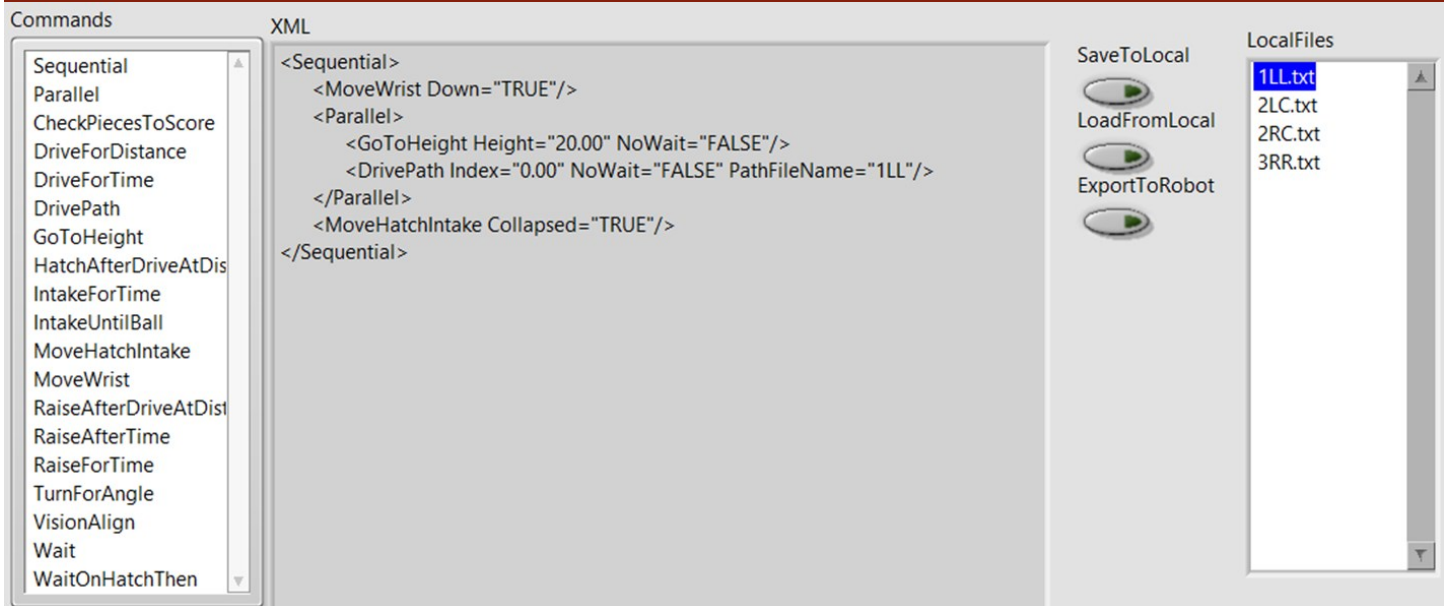 Commands
Sequential
Parallel
CheckPiecesToScore
DriveForDistance
DriveForTime
DrivePath
GoToHeight
HatchAfterDriveAtDis
IntakeForTime
IntakeUntilBall
MoveHatchIntake
MoveWrist
RaiseAfterDriveAtDist
RaiseAfterTime
RaiseForTime
TurnForAngle
VisionAlign
Wait
WaitOnHatchThen
XML
<Sequential>
    <MoveWrist Down="TRUE"/>
    <Parallel>
        <GoToHeight Height="20.00" NoWait="FALSE"/>
        <DrivePath Index="0.00" NoWait="FALSE" PathFileName="1LL"/>
    </Parallel>
    <MoveHatchIntake Collapsed="TRUE"/>
</Sequential>
SaveToLocal
LoadFromLocal
ExportToRobot
LocalFiles
1LL.txt
2LC.txt
2RC.txt
3RR.txt